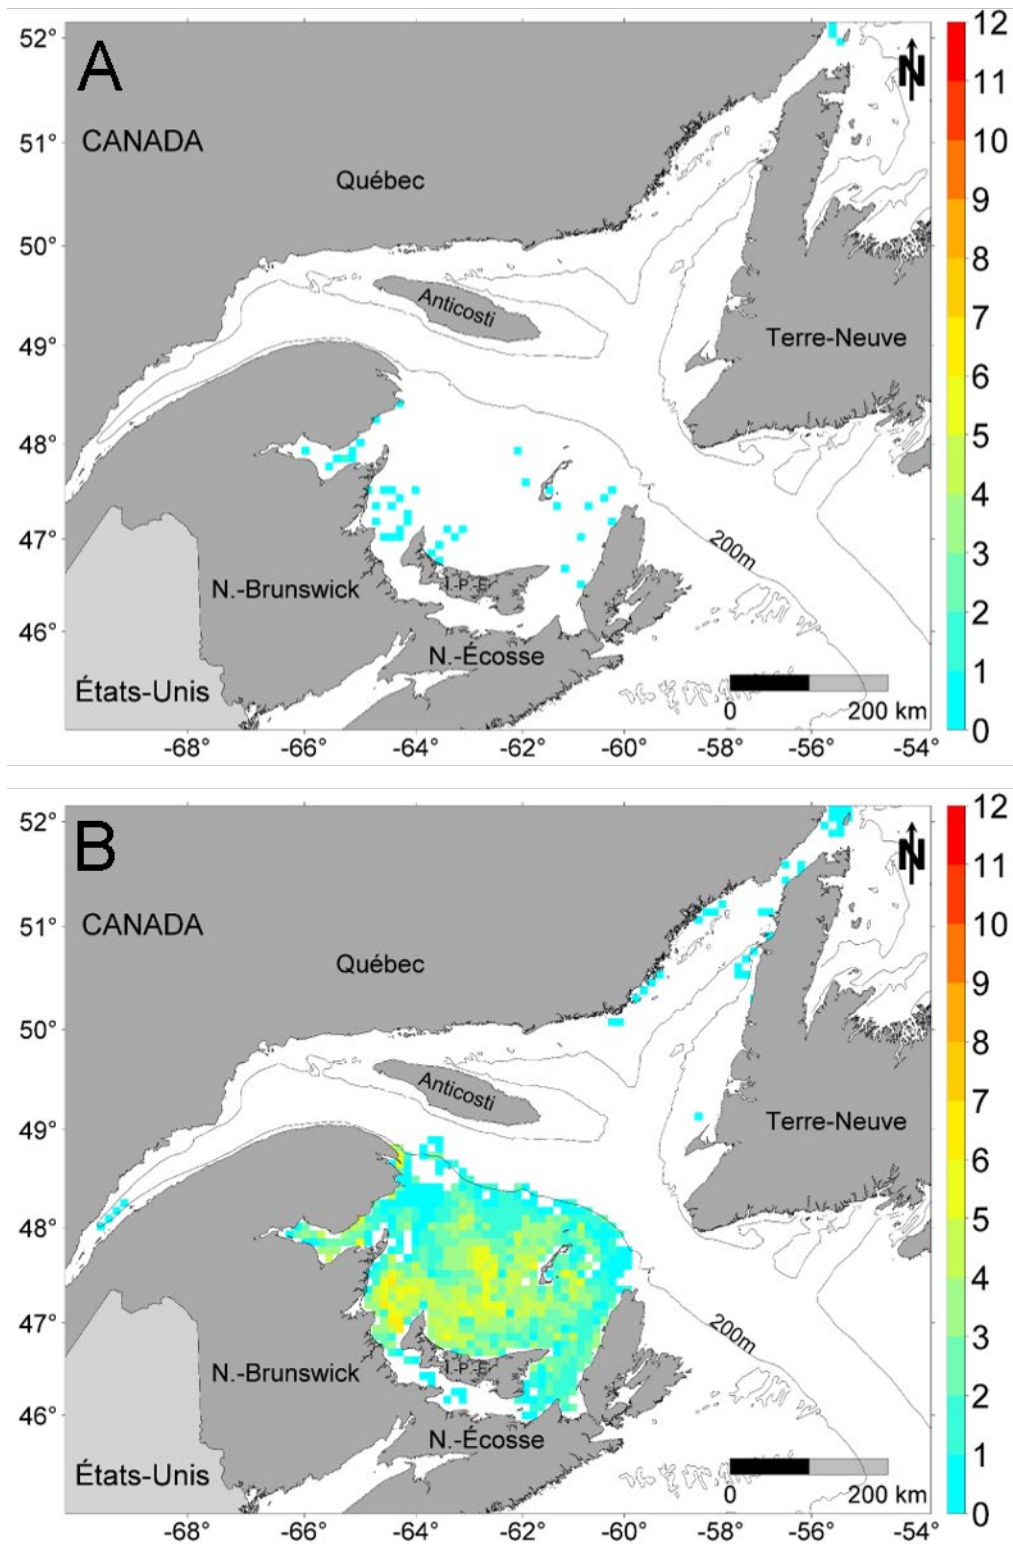 A
N
CANADA
Québec
Anticosti
Terre-Neuve
200m
N.-Brunswick
I.-P.-E.
N.-Écosse
États-Unis
0 200 km
52°
51°
50°
49°
48°
47°
46°
-68° -66° -64° -62° -60° -58° -56° -54°
12
11
10
9
8
7
6
5
4
3
2
1
0
B
N
CANADA
Québec
Anticosti
Terre-Neuve
200m
N.-Brunswick
I.-P.-E.
N.-Écosse
États-Unis
0 200 km
52°
51°
50°
49°
48°
47°
46°
-68° -66° -64° -62° -60° -58° -56° -54°
12
11
10
9
8
7
6
5
4
3
2
1
0